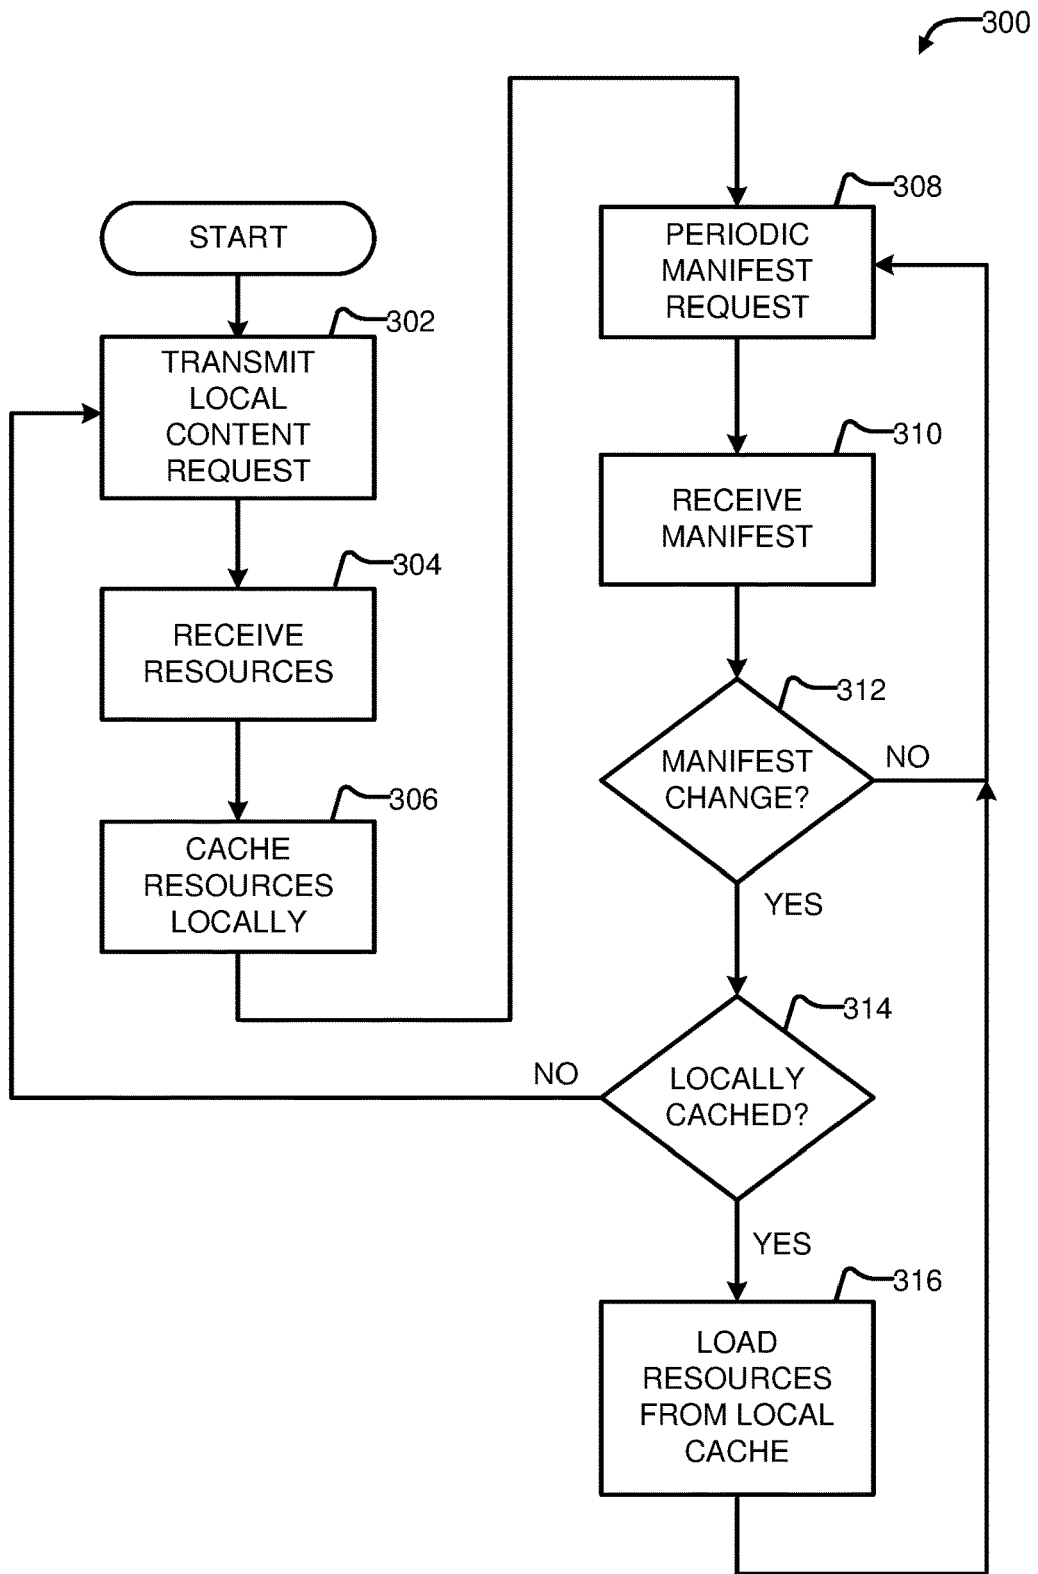 300
START
302
TRANSMIT
LOCAL
CONTENT
REQUEST
304
RECEIVE
RESOURCES
306
CACHE
RESOURCES
LOCALLY
308
PERIODIC
MANIFEST
REQUEST
310
RECEIVE
MANIFEST
312
MANIFEST
CHANGE?
NO
YES
314
LOCALLY
CACHED?
NO
YES
316
LOAD
RESOURCES
FROM LOCAL
CACHE